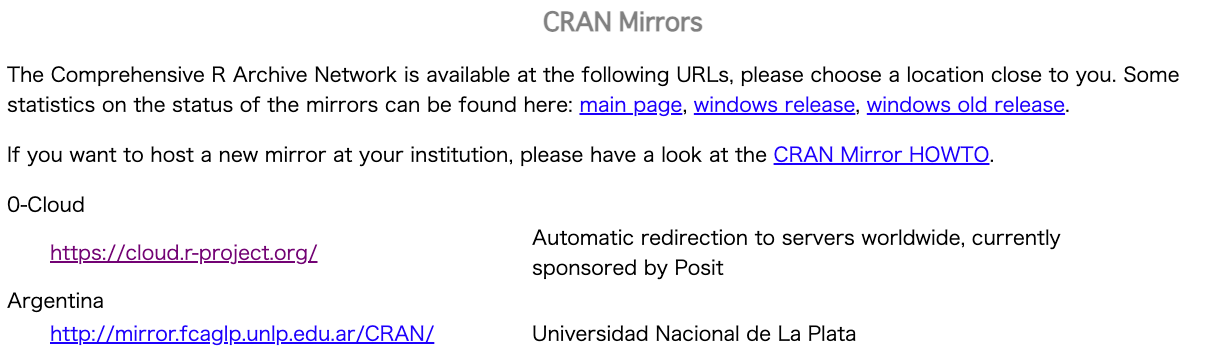 CRAN Mirrors
The Comprehensive R Archive Network is available at the following URLs, please choose a location close to you. Some
statistics on the status of the mirrors can be found here: main page, windows release, windows old release.
If you want to host a new mirror at your institution, please have a look at the CRAN Mirror HOWTO.
0-Cloud
https://cloud.r-project.org/
Automatic redirection to servers worldwide, currently
sponsored by Posit
Argentina
http://mirror.fcaglp.unlp.edu.ar/CRAN/
Universidad Nacional de La Plata